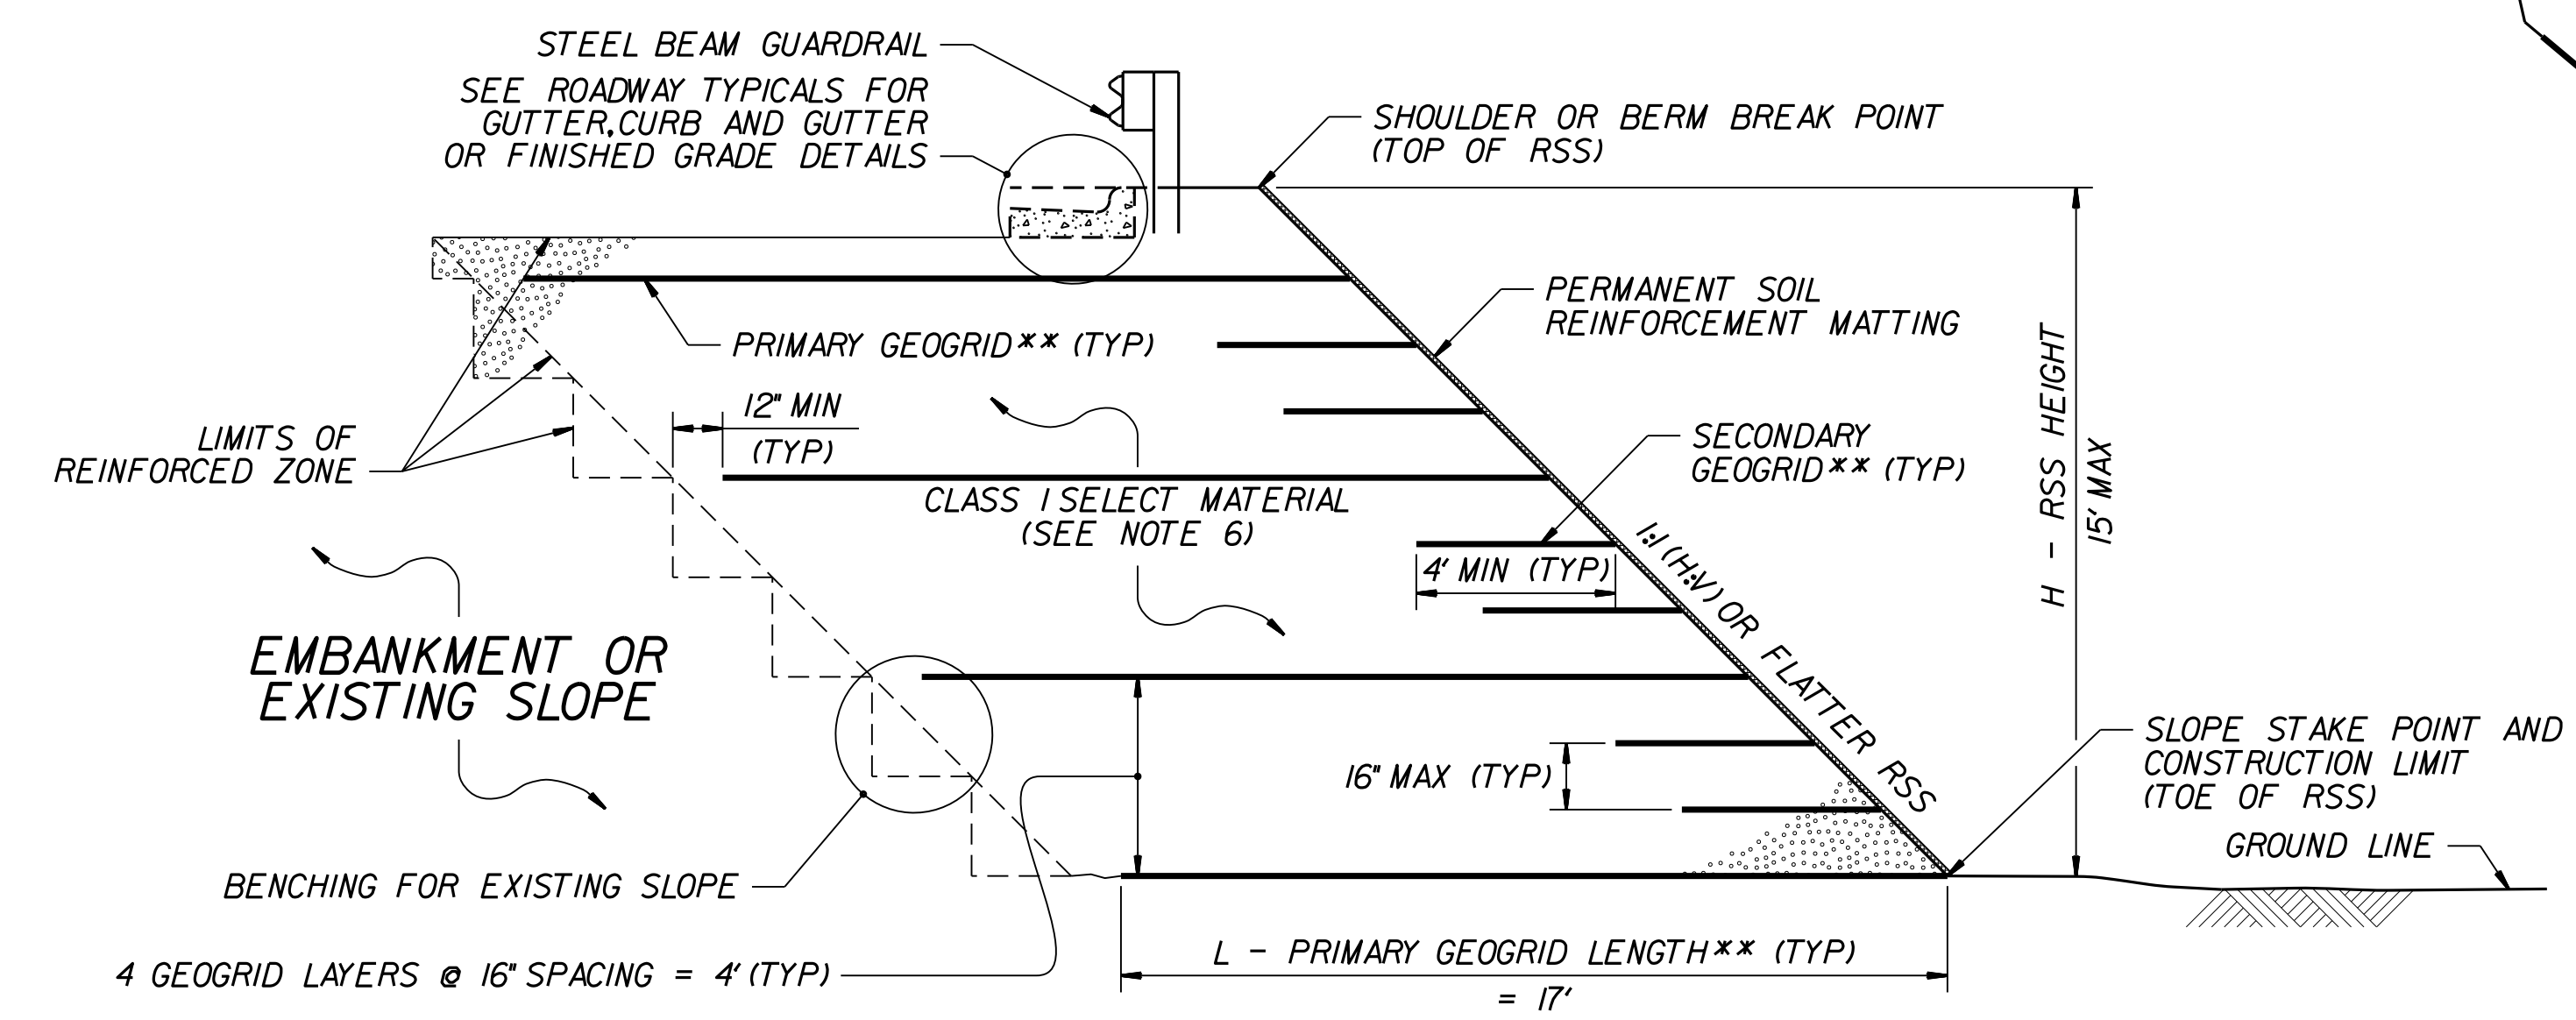 STEEL BEAM GUARDRAIL
SEE ROADWAY TYPICALS FOR
GUTTER, CURB AND GUTTER
OR FINISHED GRADE DETAILS
SHOULDER OR BERM BREAK POINT
(TOP OF RSS)
PERMANENT SOIL
REINFORCEMENT MATTING
PRIMARY GEOGRID** (TYP)
12" MIN
(TYP)
LIMITS OF
REINFORCED ZONE
SECONDARY
GEOGRID** (TYP)
CLASS I SELECT MATERIAL
(SEE NOTE 6)
4' MIN (TYP)
1:1 (H:V) OR FLATTER RSS
H - RSS HEIGHT
15' MAX
EMBANKMENT OR
EXISTING SLOPE
16" MAX (TYP)
SLOPE STAKE POINT AND
CONSTRUCTION LIMIT
(TOE OF RSS)
GROUND LINE
BENCHING FOR EXISTING SLOPE
L - PRIMARY GEOGRID LENGTH** (TYP)
= 17'
4 GEOGRID LAYERS @ 16" SPACING = 4' (TYP)